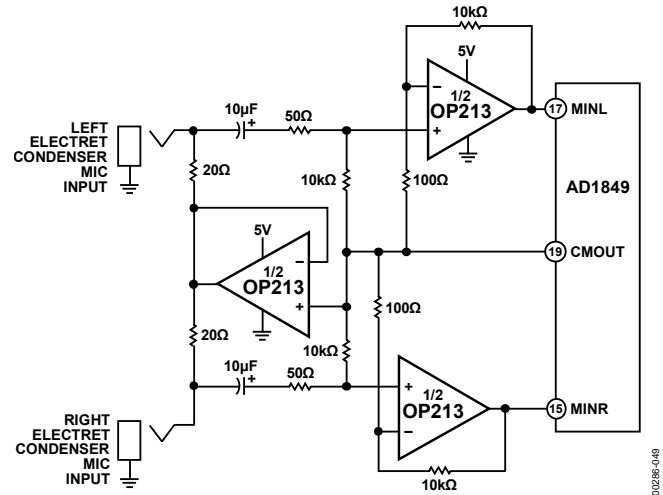 10kΩ
5V
1/2
OP213
17
MINL
10µF
+
50Ω
−
+
LEFT
ELECTRET
CONDENSER
MIC
INPUT
20Ω
10kΩ
100Ω
AD1849
5V
−
1/2
OP213
+
19
CMOUT
100Ω
20Ω
10kΩ
10µF
+
50Ω
+
1/2
OP213
−
15
MINR
RIGHT
ELECTRET
CONDENSER
MIC
INPUT
10kΩ
00286-049